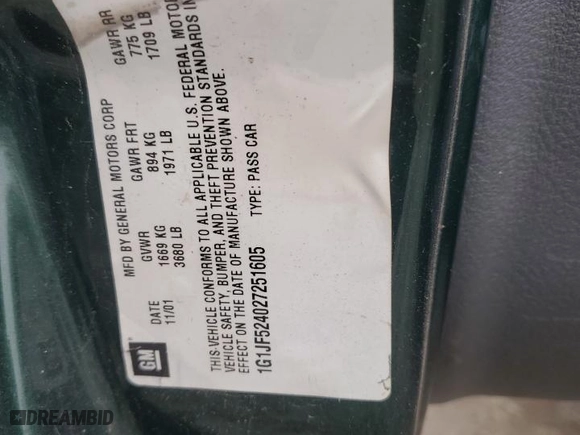 MFD BY GENERAL MOTORS CORP
DATE GVWR GAWR FRT GAWR RR
11/01 1669 KG 894 KG 775 KG
3680 LB 1971 LB 1709 LB
THIS VEHICLE CONFORMS TO ALL APPLICABLE U.S. FEDERAL MOTOR
VEHICLE SAFETY, BUMPER, AND THEFT PREVENTION STANDARDS IN
EFFECT ON THE DATE OF MANUFACTURE SHOWN ABOVE.
1G1JF524027251605 TYPE: PASS CAR
GM
DREAMBID